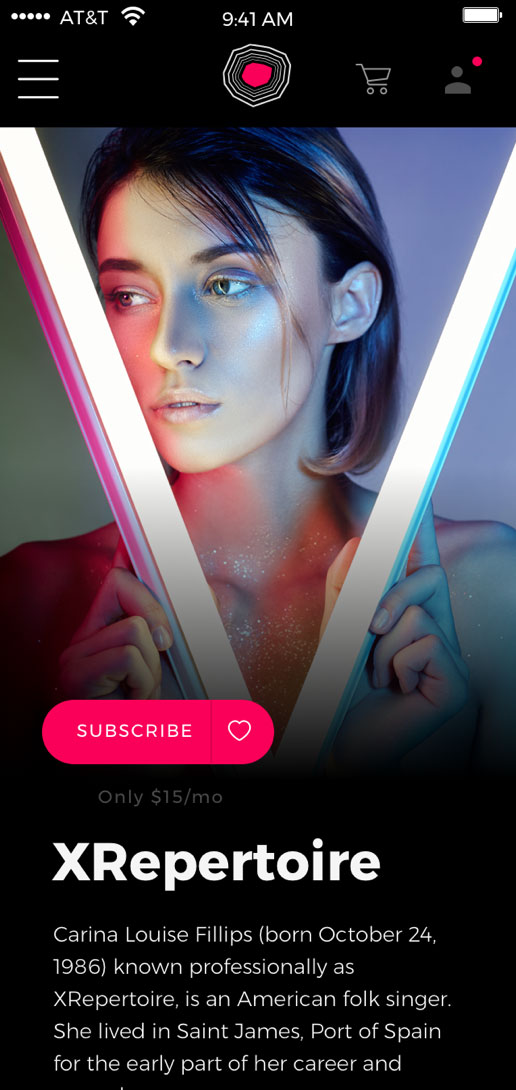 AT&T 9:41 AM
SUBSCRIBE
Only $15/mo
XRepertoire
Carina Louise Fillips (born October 24,
1986) known professionally as
XRepertoire, is an American folk singer.
She lived in Saint James, Port of Spain
for the early part of her career and